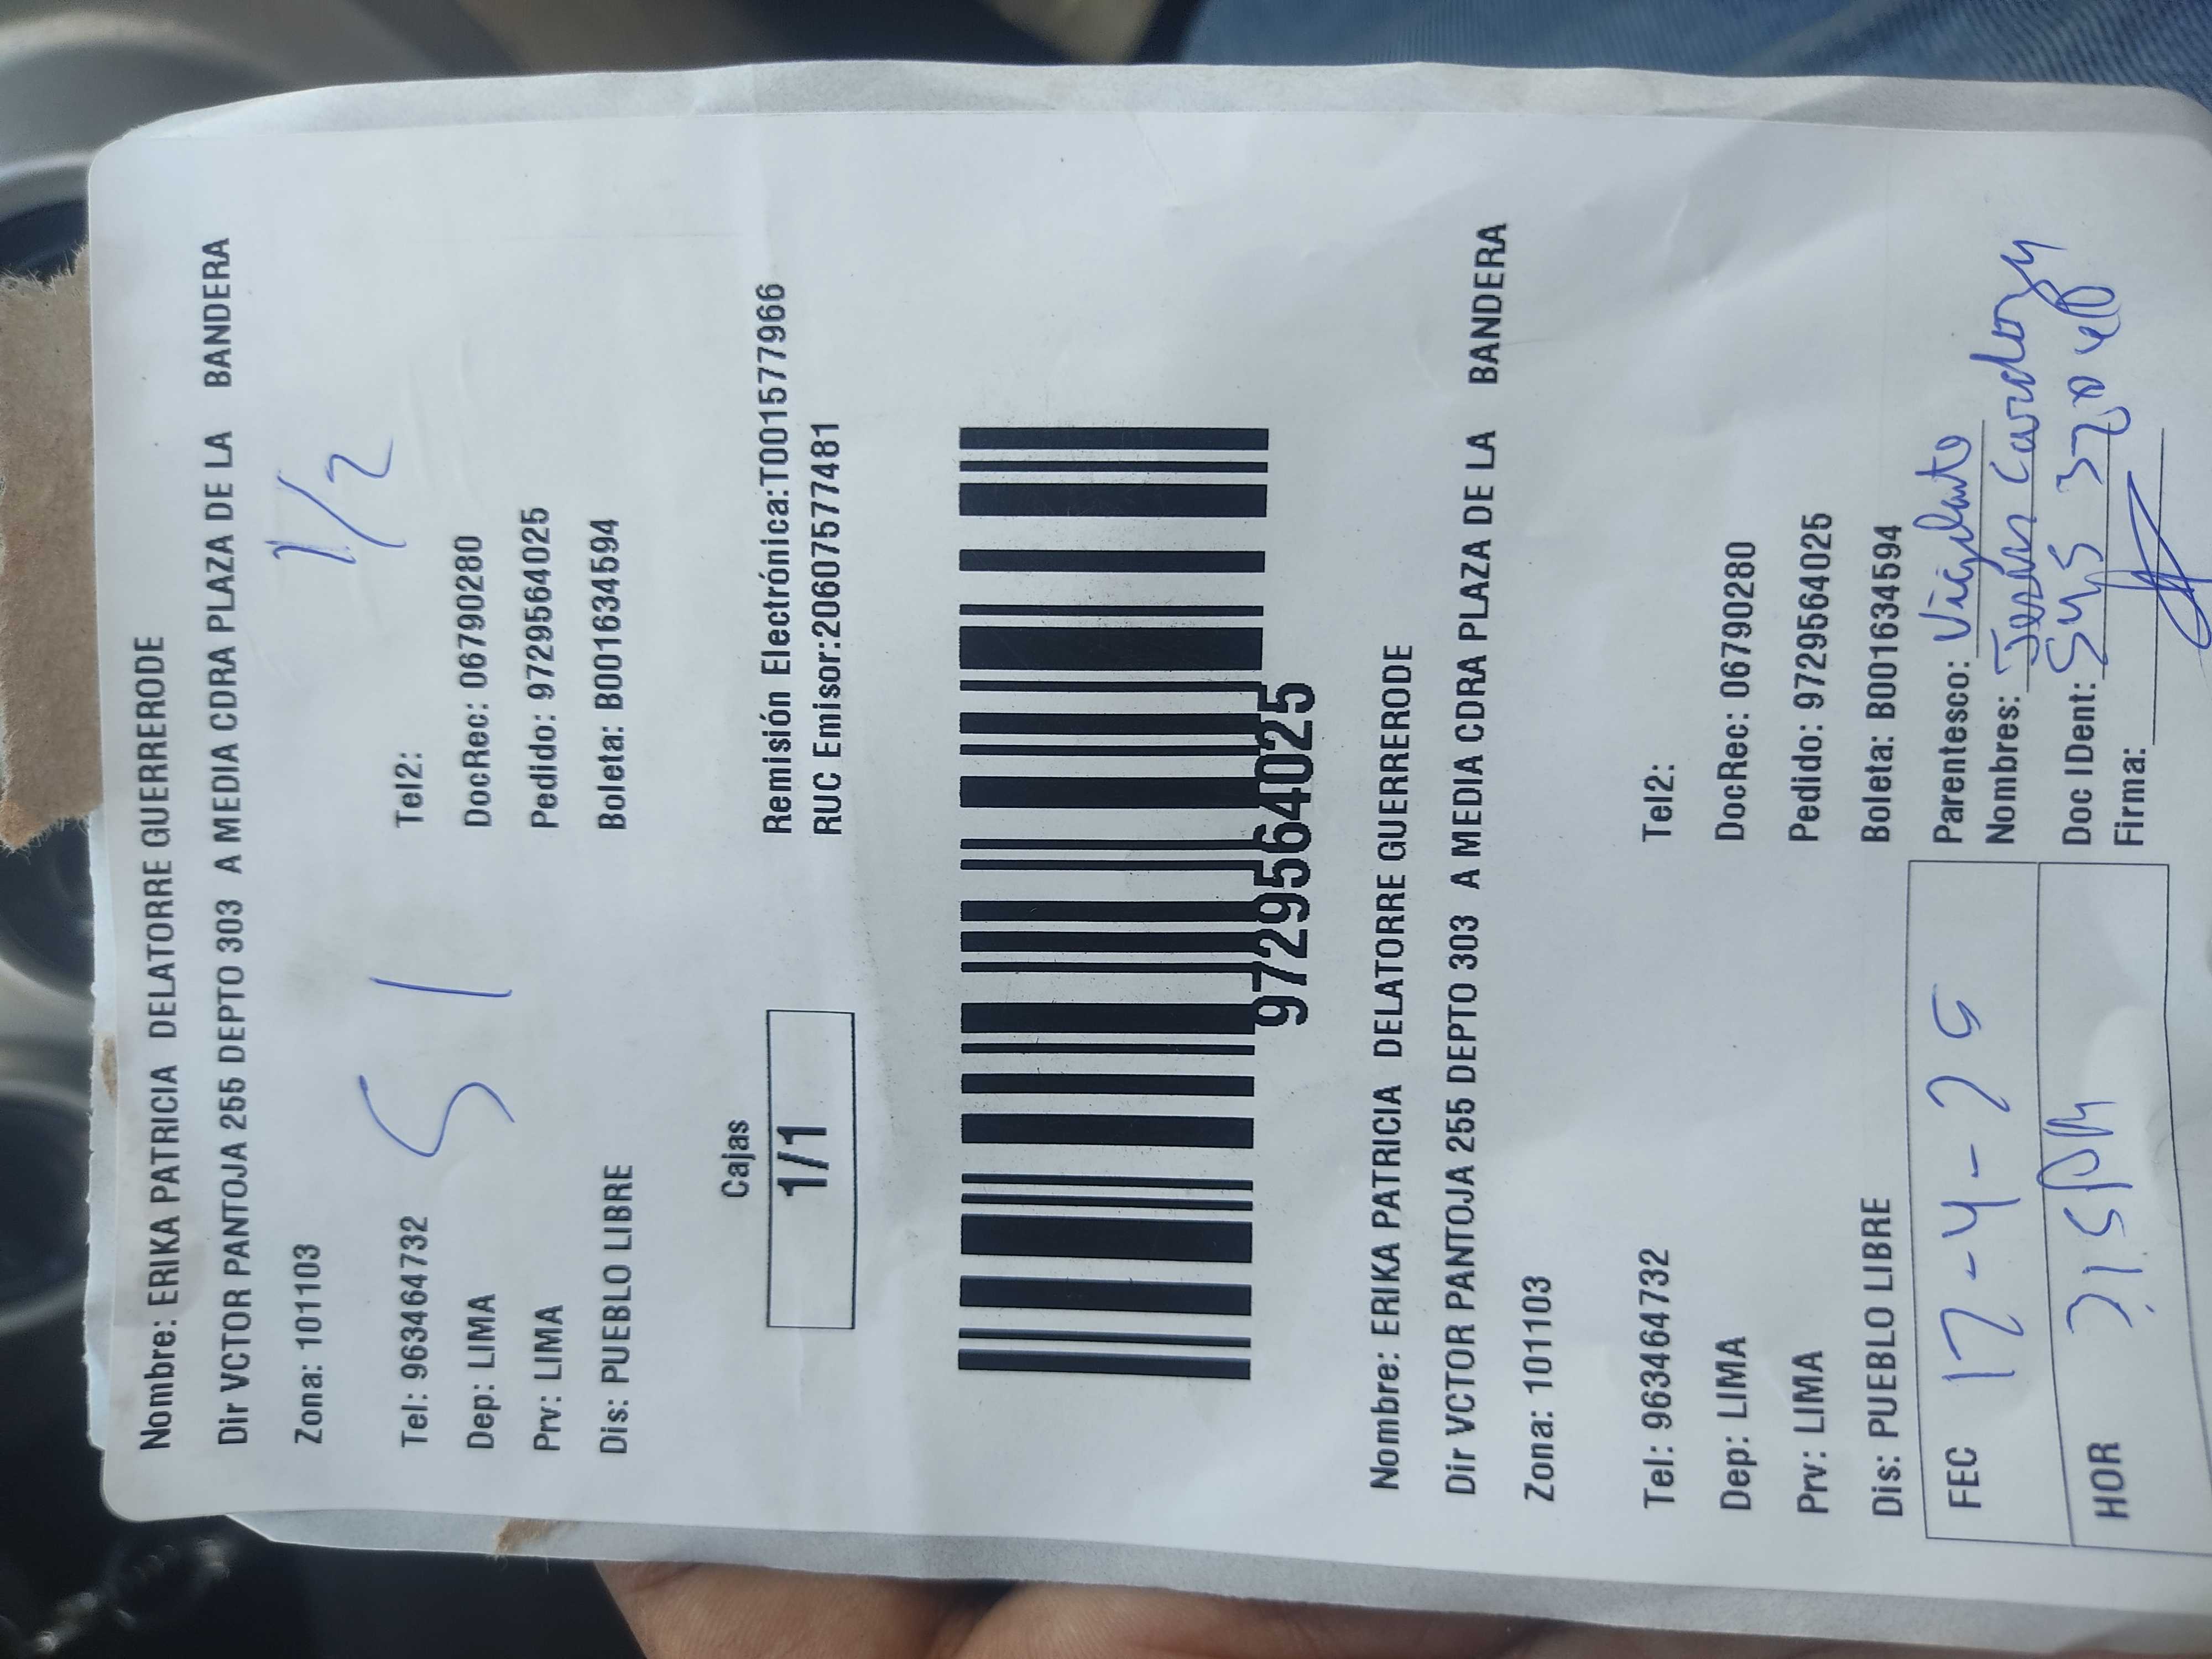 Nombre: ERIKA PATRICIA DELATORRE GUERRERODE
Dir VCTOR PANTOJA 255 DEPTO 303 A MEDIA CDRA PLAZA DE LA BANDERA
Zona: 101103
1/2
Tel: 963464732
Tel2:
51
Dep: LIMA
DocRec: 06790280
Prv: LIMA
Pedido: 9729564025
Dis: PUEBLO LIBRE
Boleta: B001634594
Cajas
1/1
Remisión Electrónica:T001577966
RUC Emisor:20607577481
9729564025
Nombre: ERIKA PATRICIA DELATORRE GUERRERODE
Dir VCTOR PANTOJA 255 DEPTO 303 A MEDIA CDRA PLAZA DE LA BANDERA
Zona: 101103
Tel: 963464732
Tel2:
Dep: LIMA
DocRec: 06790280
Prv: LIMA
Pedido: 9729564025
Dis: PUEBLO LIBRE
Boleta: B001634594
FEC 17-4-25
HOR
Parentesco: Vigilante
Nombres:
Doc IDent:
Firma: